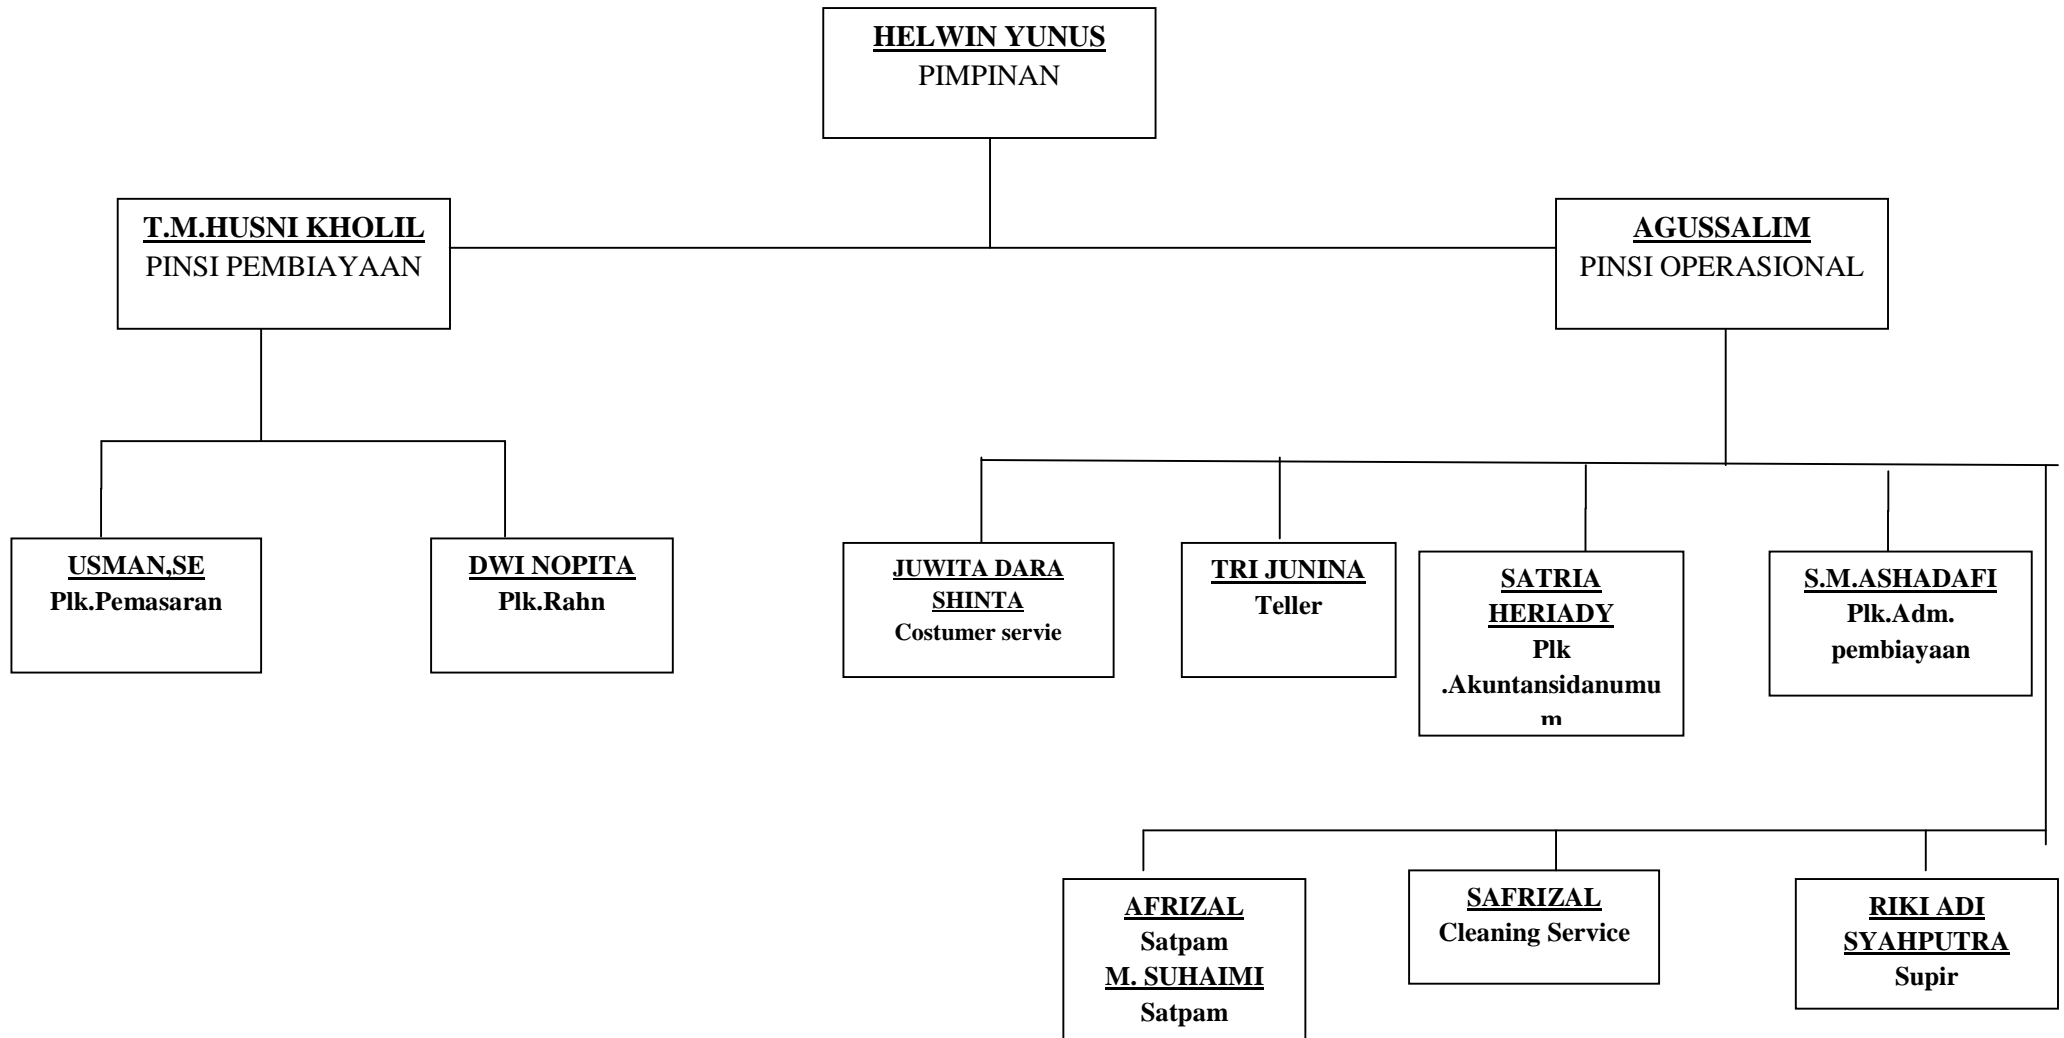 HELWIN YUNUS
PIMPINAN
T.M.HUSNI KHOLIL
PINSI PEMBIAYAAN
AGUSSALIM
PINSI OPERASIONAL
USMAN,SE
Plk.Pemasaran
DWI NOPITA
Plk.Rahn
JUWITA DARA
SHINTA
Costumer servie
TRI JUNINA
Teller
SATRIA
HERIADY
Plk
.Akuntansidanumu
m
S.M.ASHADAFI
Plk.Adm.
pembiayaan
AFRIZAL
Satpam
M. SUHAIMI
Satpam
SAFRIZAL
Cleaning Service
RIKI ADI
SYAHPUTRA
Supir